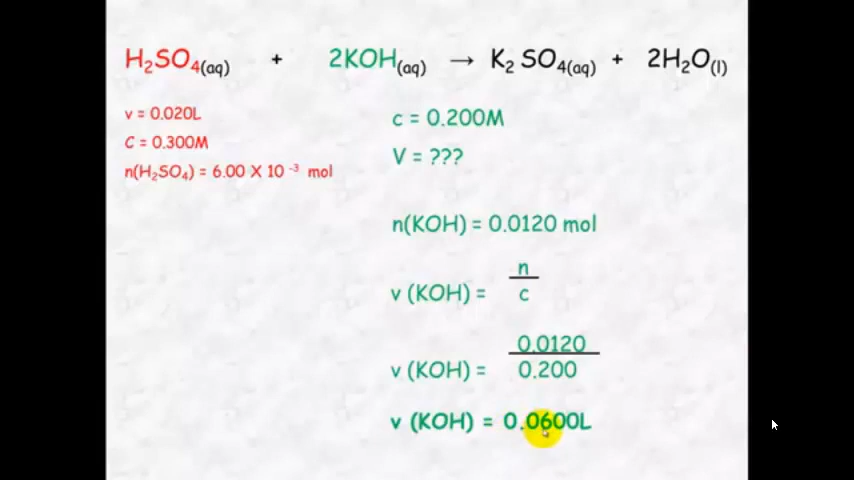 H₂SO₄(aq) + 2KOH(aq) → K₂ SO₄(aq) + 2H₂O(l)
v = 0.020L
C = 0.300M
n(H₂SO₄) = 6.00 X 10 ⁻³ mol
c = 0.200M
V = ???
n(KOH) = 0.0120 mol
n
v (KOH) =
c
0.0120
v (KOH) =
0.200
v (KOH) = 0.0600L